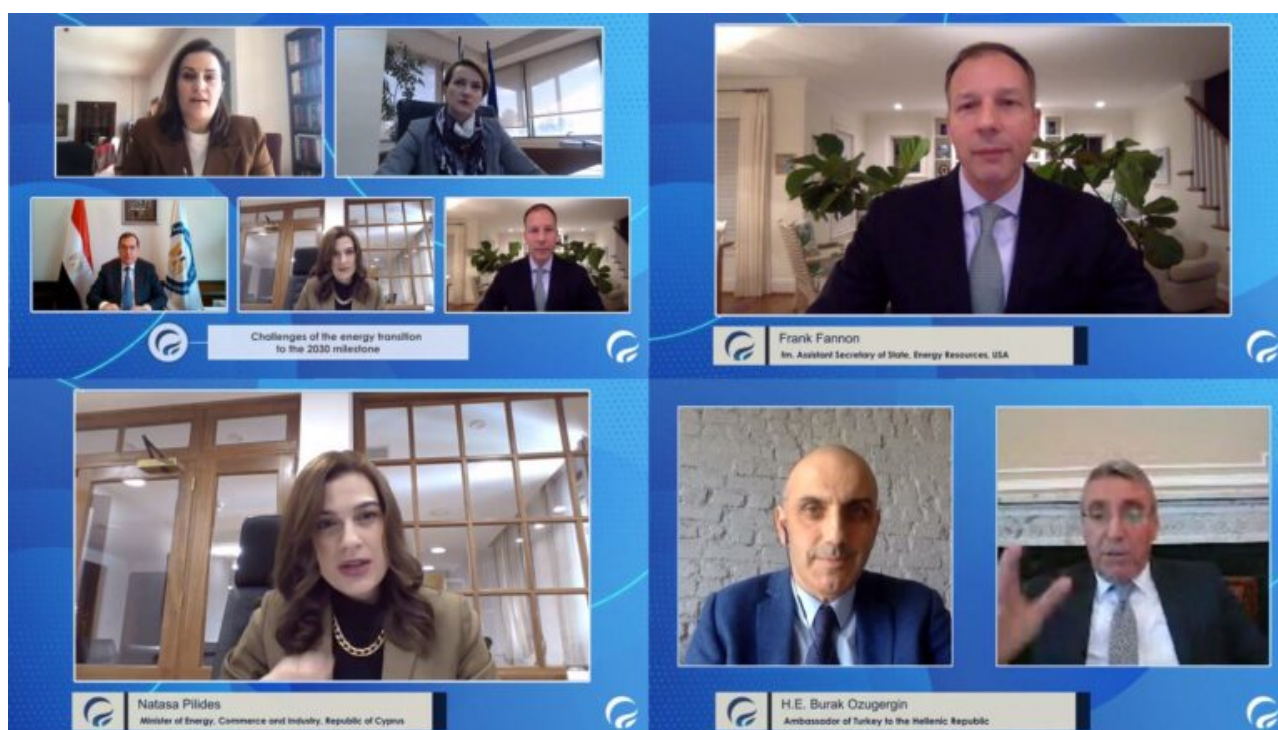 Challenges of the energy transition
to the 2030 milestone
Frank Fannon
fm. Assistant Secretary of State, Energy Resources, USA
Natasa Pilides
Minister of Energy, Commerce and Industry, Republic of Cyprus
H.E. Burak Ozugergin
Ambassador of Turkey to the Hellenic Republic